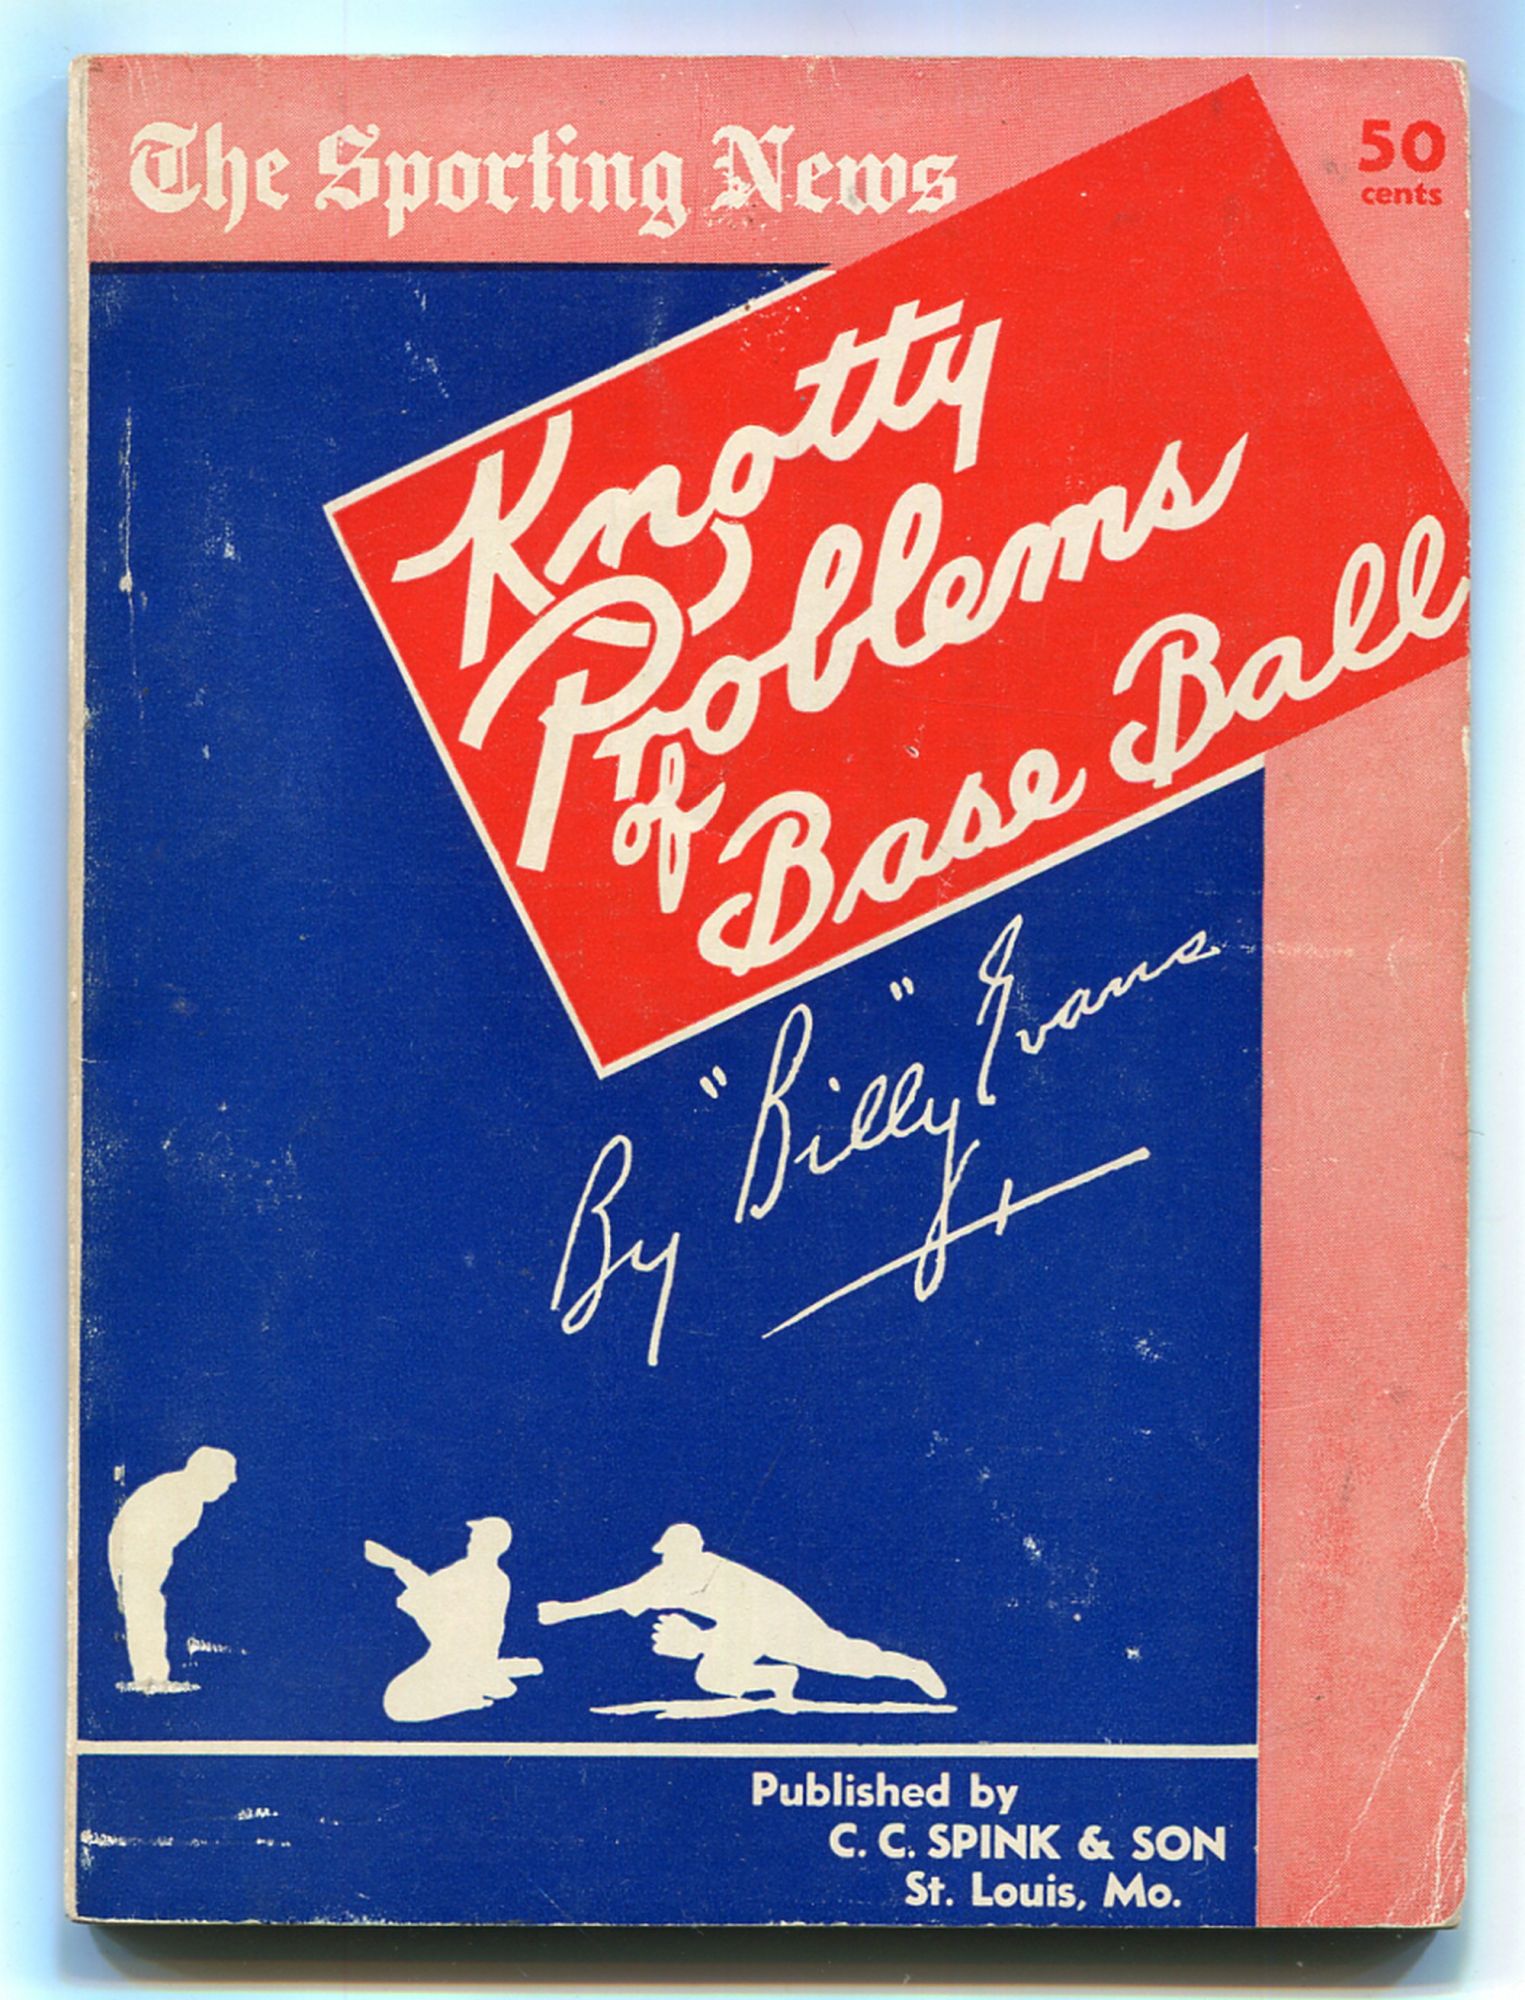 The Sporting News
50
cents
Knotty
Problems
of
Base Ball
By "Billy" Evans
Published by
C. C. SPINK & SON
St. Louis, Mo.